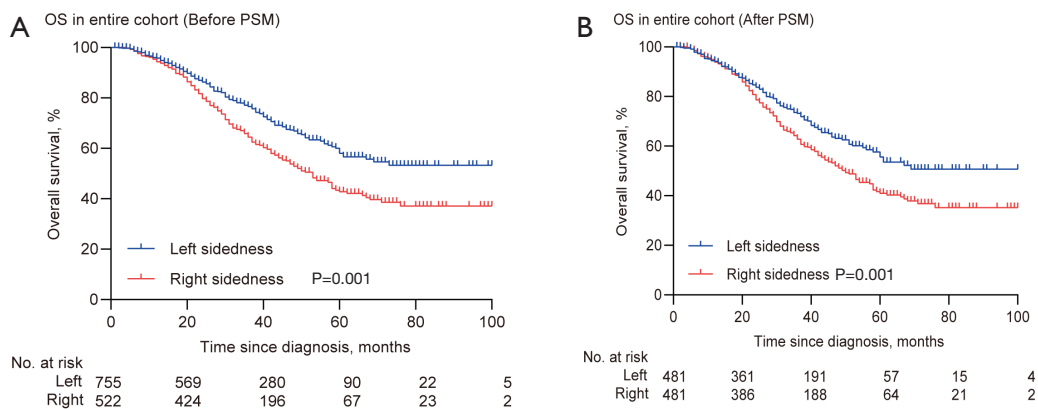 A
OS in entire cohort (Before PSM)
100
80
60
40
20
0
Overall survival, %
Left sidedness
Right sidedness P=0.001
0 20 40 60 80 100
Time since diagnosis, months
No. at risk
Left 755 569 280 90 22 5
Right 522 424 196 67 23 2
B
OS in entire cohort (After PSM)
100
80
60
40
20
0
Overall survival, %
Left sidedness
Right sidedness P=0.001
0 20 40 60 80 100
Time since diagnosis, months
No. at risk
Left 481 361 191 57 15 4
Right 481 386 188 64 21 2